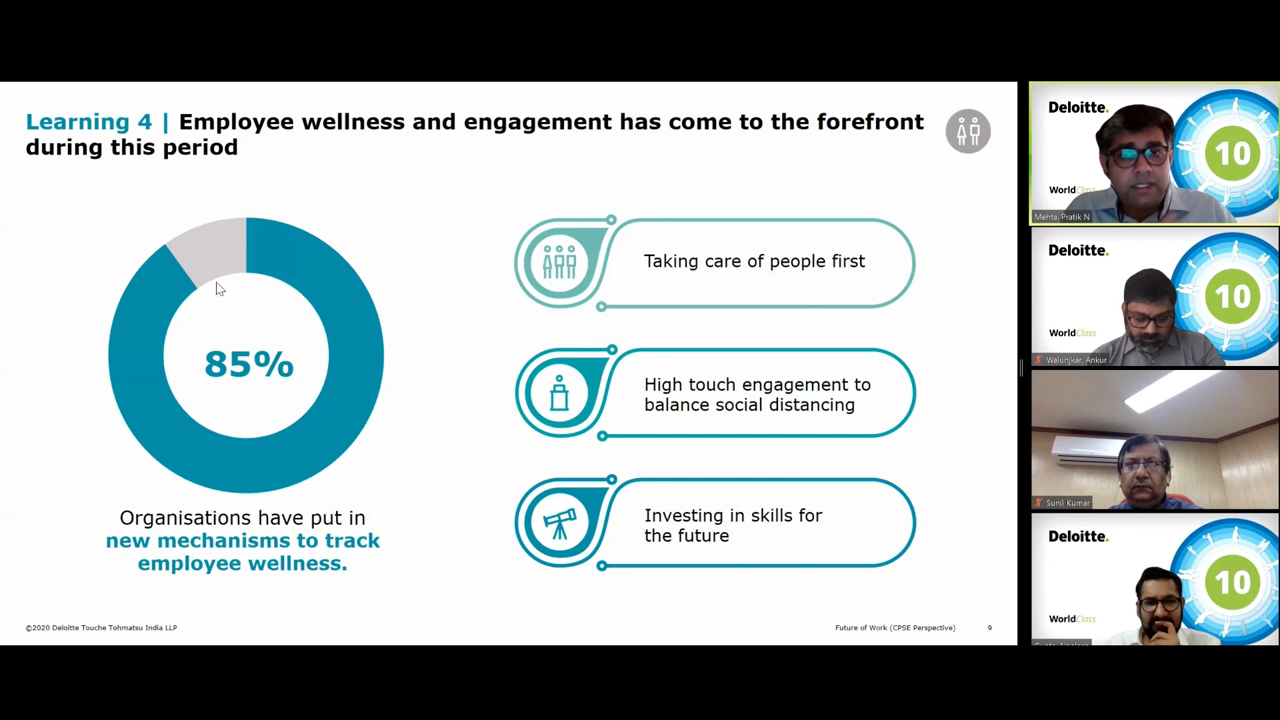 Learning 4 | Employee wellness and engagement has come to the forefront
during this period
85%
Organisations have put in
new mechanisms to track
employee wellness.
Taking care of people first
High touch engagement to
balance social distancing
Investing in skills for
the future
©2020 Deloitte Touche Tohmatsu India LLP
Future of Work (CPSE Perspective)
9
Deloitte.
10
WorldClass
Mehta, Pratik N
Deloitte.
10
WorldClass
Walunjkar, Ankur
Sunil Kumar
Deloitte.
10
WorldClass